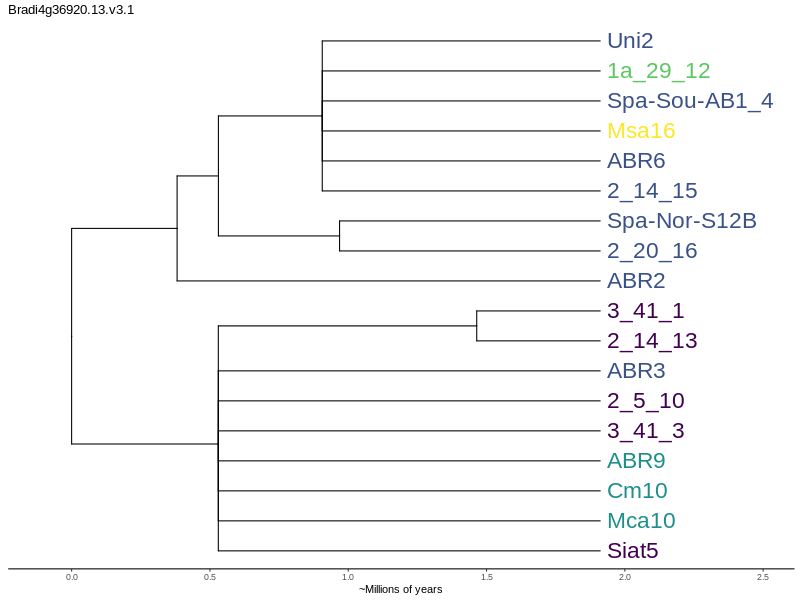 Bradi4g36920.13.v3.1
Uni2
1a_29_12
Spa-Sou-AB1_4
Msa16
ABR6
2_14_15
Spa-Nor-S12B
2_20_16
ABR2
3_41_1
2_14_13
ABR3
2_5_10
3_41_3
ABR9
Cm10
Mca10
Siat5
0.0 0.5 1.0 1.5 2.0 2.5
~Millions of years